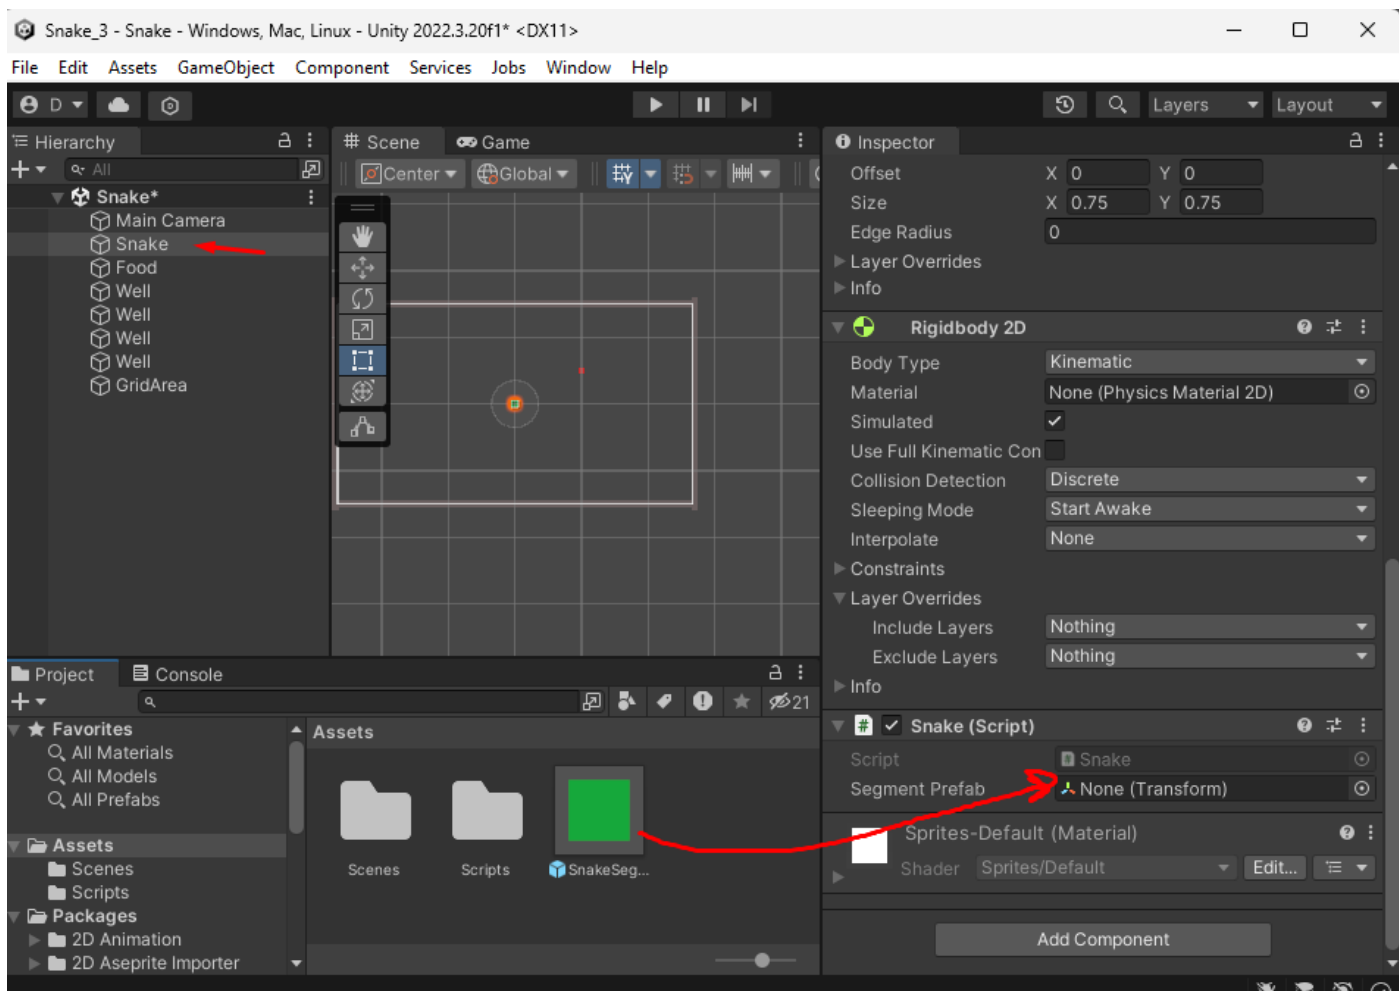 Snake_3 - Snake - Windows, Mac, Linux - Unity 2022.3.20f1* <DX11>
File Edit Assets GameObject Component Services Jobs Window Help
D
Layers
Layout
Hierarchy
All
Snake*
Main Camera
Snake
Food
Well
Well
Well
Well
GridArea
Scene
Game
Center
Global
Inspector
Offset X 0 Y 0
Size X 0.75 Y 0.75
Edge Radius 0
Layer Overrides
Info
Rigidbody 2D
Body Type Kinematic
Material None (Physics Material 2D)
Simulated
Use Full Kinematic Con
Collision Detection Discrete
Sleeping Mode Start Awake
Interpolate None
Constraints
Layer Overrides
Include Layers Nothing
Exclude Layers Nothing
Info
Snake (Script)
Script Snake
Segment Prefab None (Transform)
Sprites-Default (Material)
Shader Sprites/Default Edit...
Add Component
Project
Console
21
Favorites
All Materials
All Models
All Prefabs
Assets
Scenes
Scripts
Packages
2D Animation
2D Aseprite Importer
Assets
Scenes
Scripts
SnakeSeg...